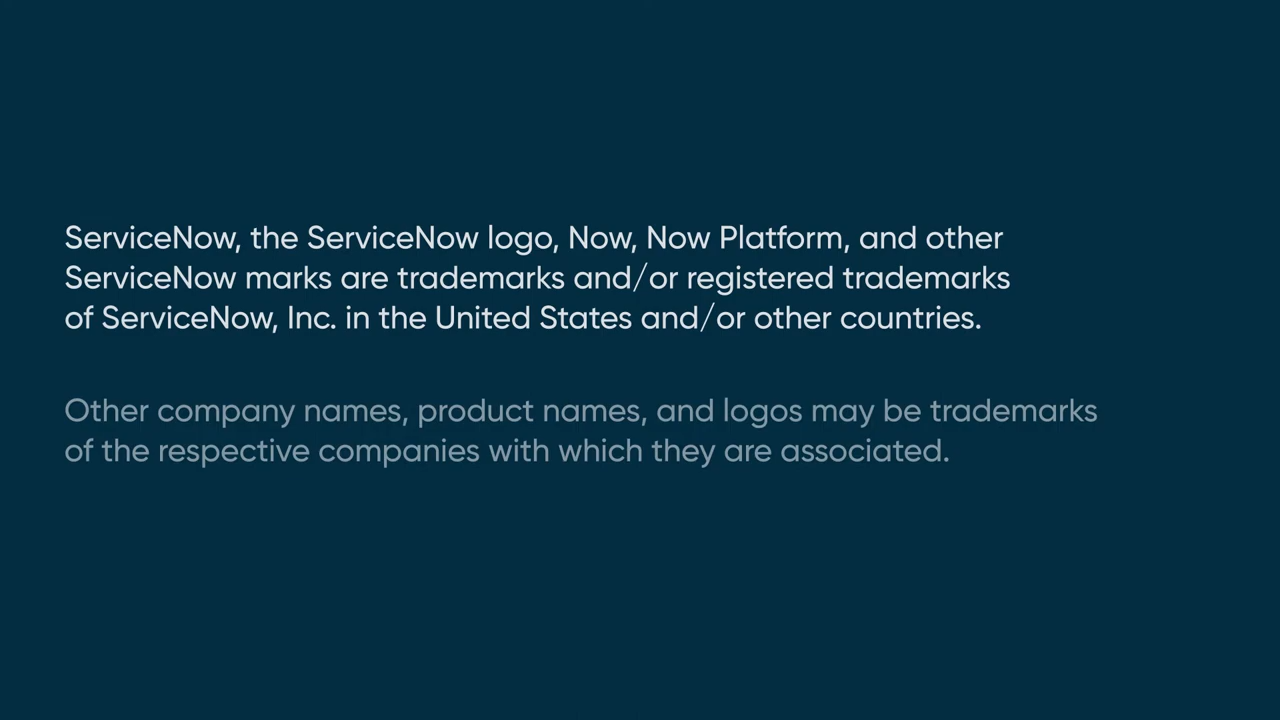 ServiceNow, the ServiceNow logo, Now, Now Platform, and other
ServiceNow marks are trademarks and/or registered trademarks
of ServiceNow, Inc. in the United States and/or other countries.
Other company names, product names, and logos may be trademarks
of the respective companies with which they are associated.